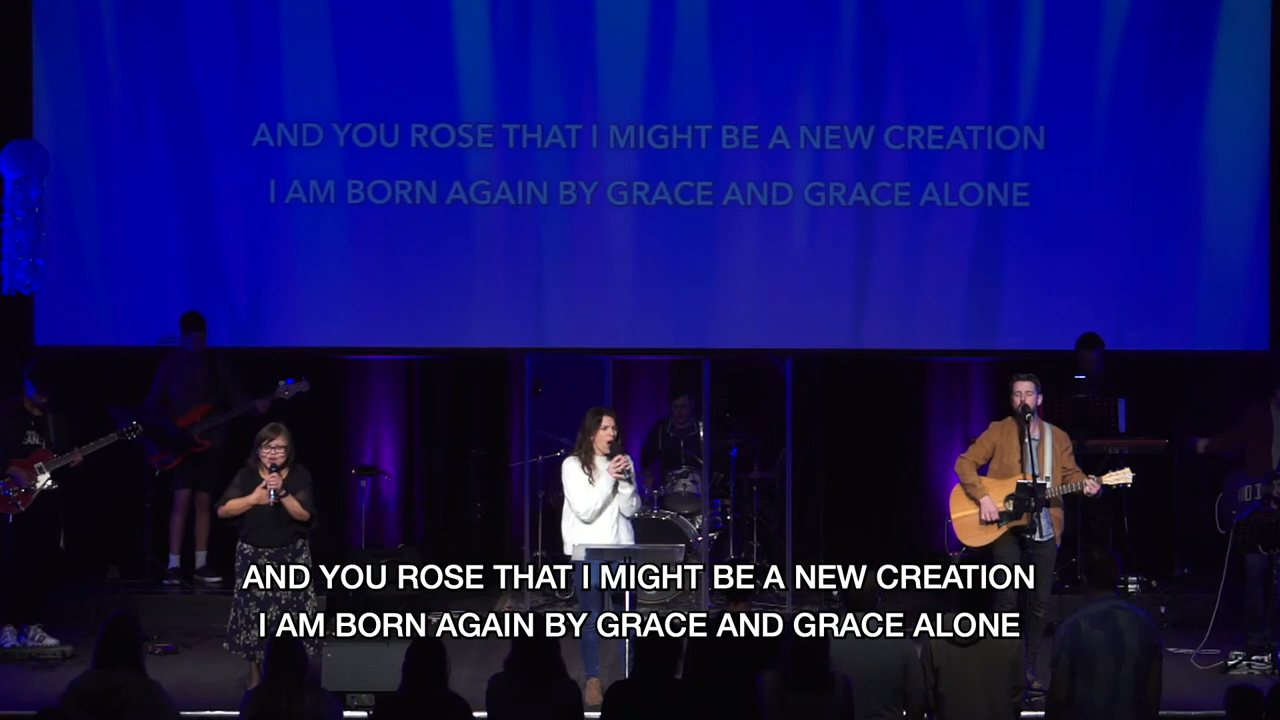 AND YOU ROSE THAT I MIGHT BE A NEW CREATION
I AM BORN AGAIN BY GRACE AND GRACE ALONE
AND YOU ROSE THAT I MIGHT BE A NEW CREATION
I AM BORN AGAIN BY GRACE AND GRACE ALONE